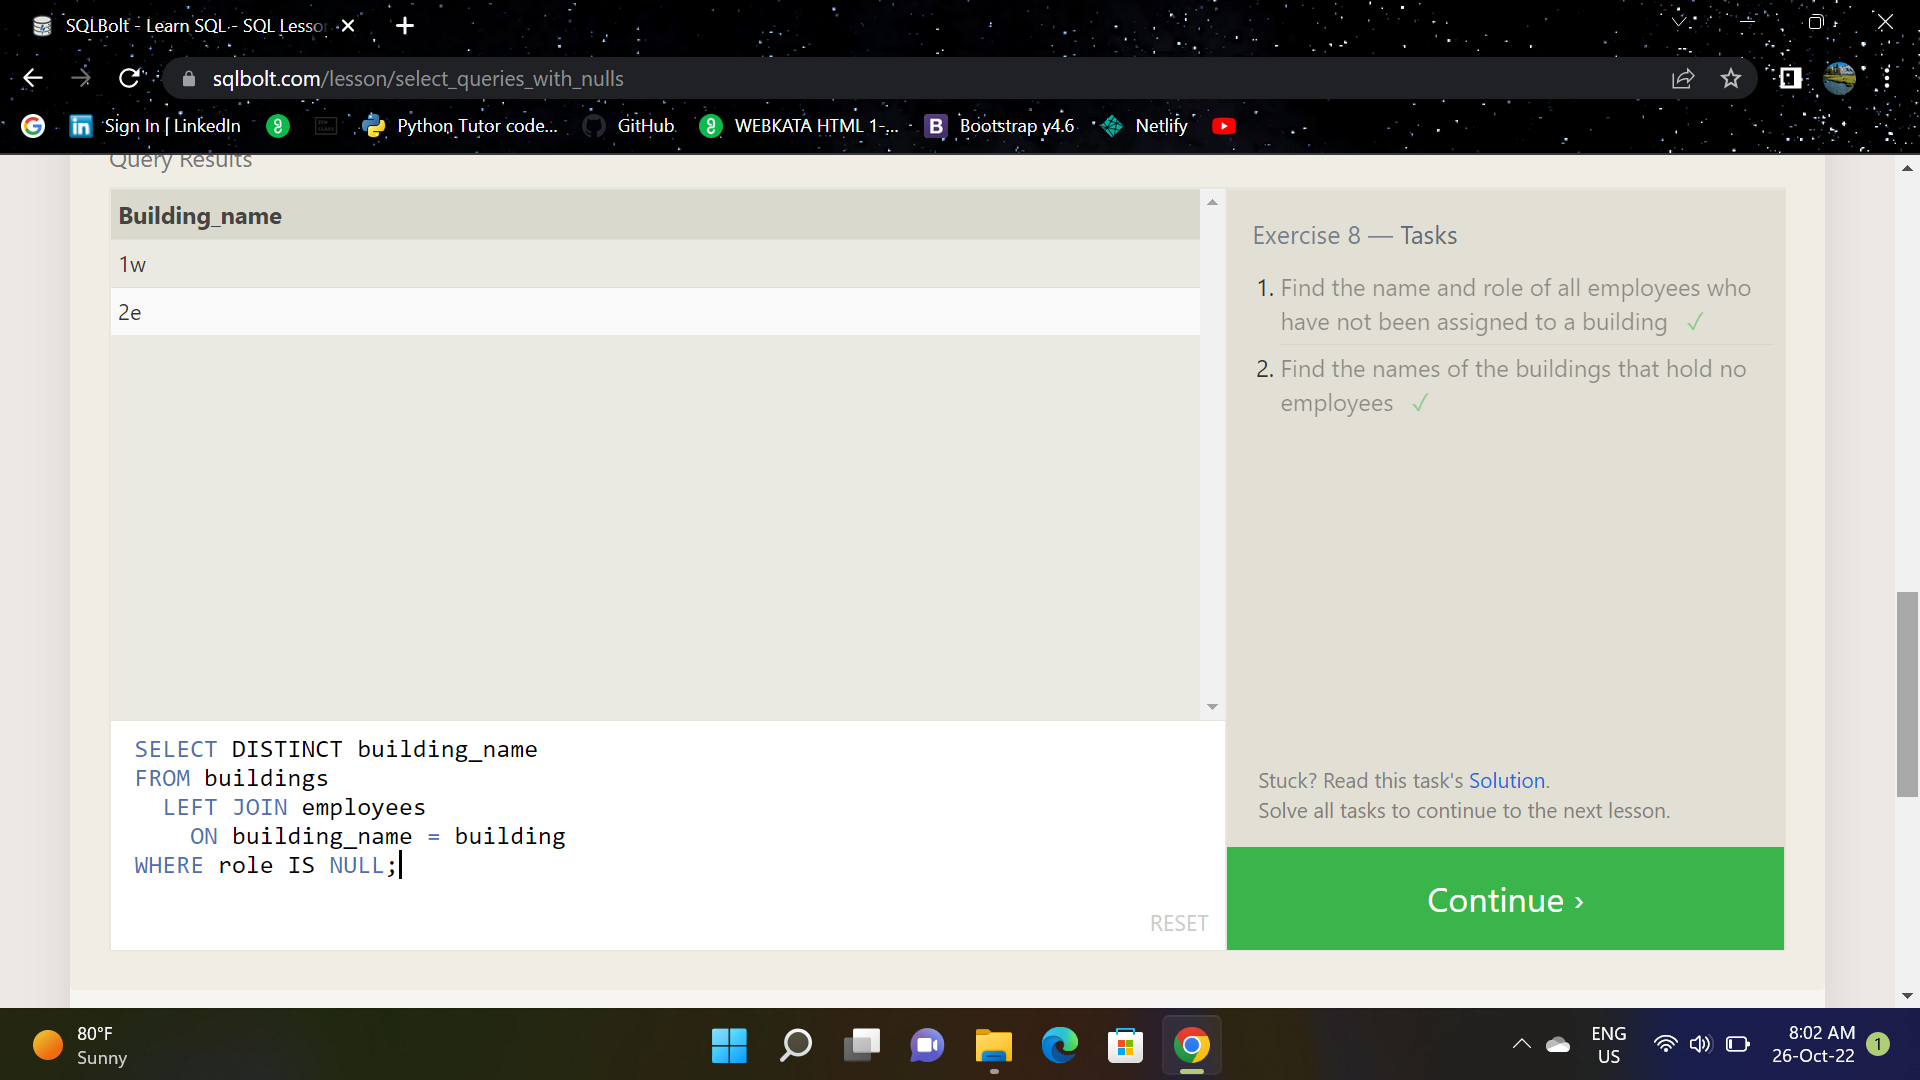 SQLBolt - Learn SQL - SQL Lesso
sqlbolt.com/lesson/select_queries_with_nulls
Sign In | LinkedIn
Python Tutor code...
GitHub
WEBKATA HTML 1-...
B
Bootstrap v4.6
Netlify
Query Results
Building_name
1w
2e
Exercise 8 — Tasks
1. Find the name and role of all employees who
have not been assigned to a building ✓
2. Find the names of the buildings that hold no
employees ✓
SELECT DISTINCT building_name
FROM buildings
LEFT JOIN employees
ON building_name = building
WHERE role IS NULL;
RESET
Stuck? Read this task's Solution.
Solve all tasks to continue to the next lesson.
Continue ›
80°F
Sunny
ENG
US
8:02 AM
26-Oct-22
1